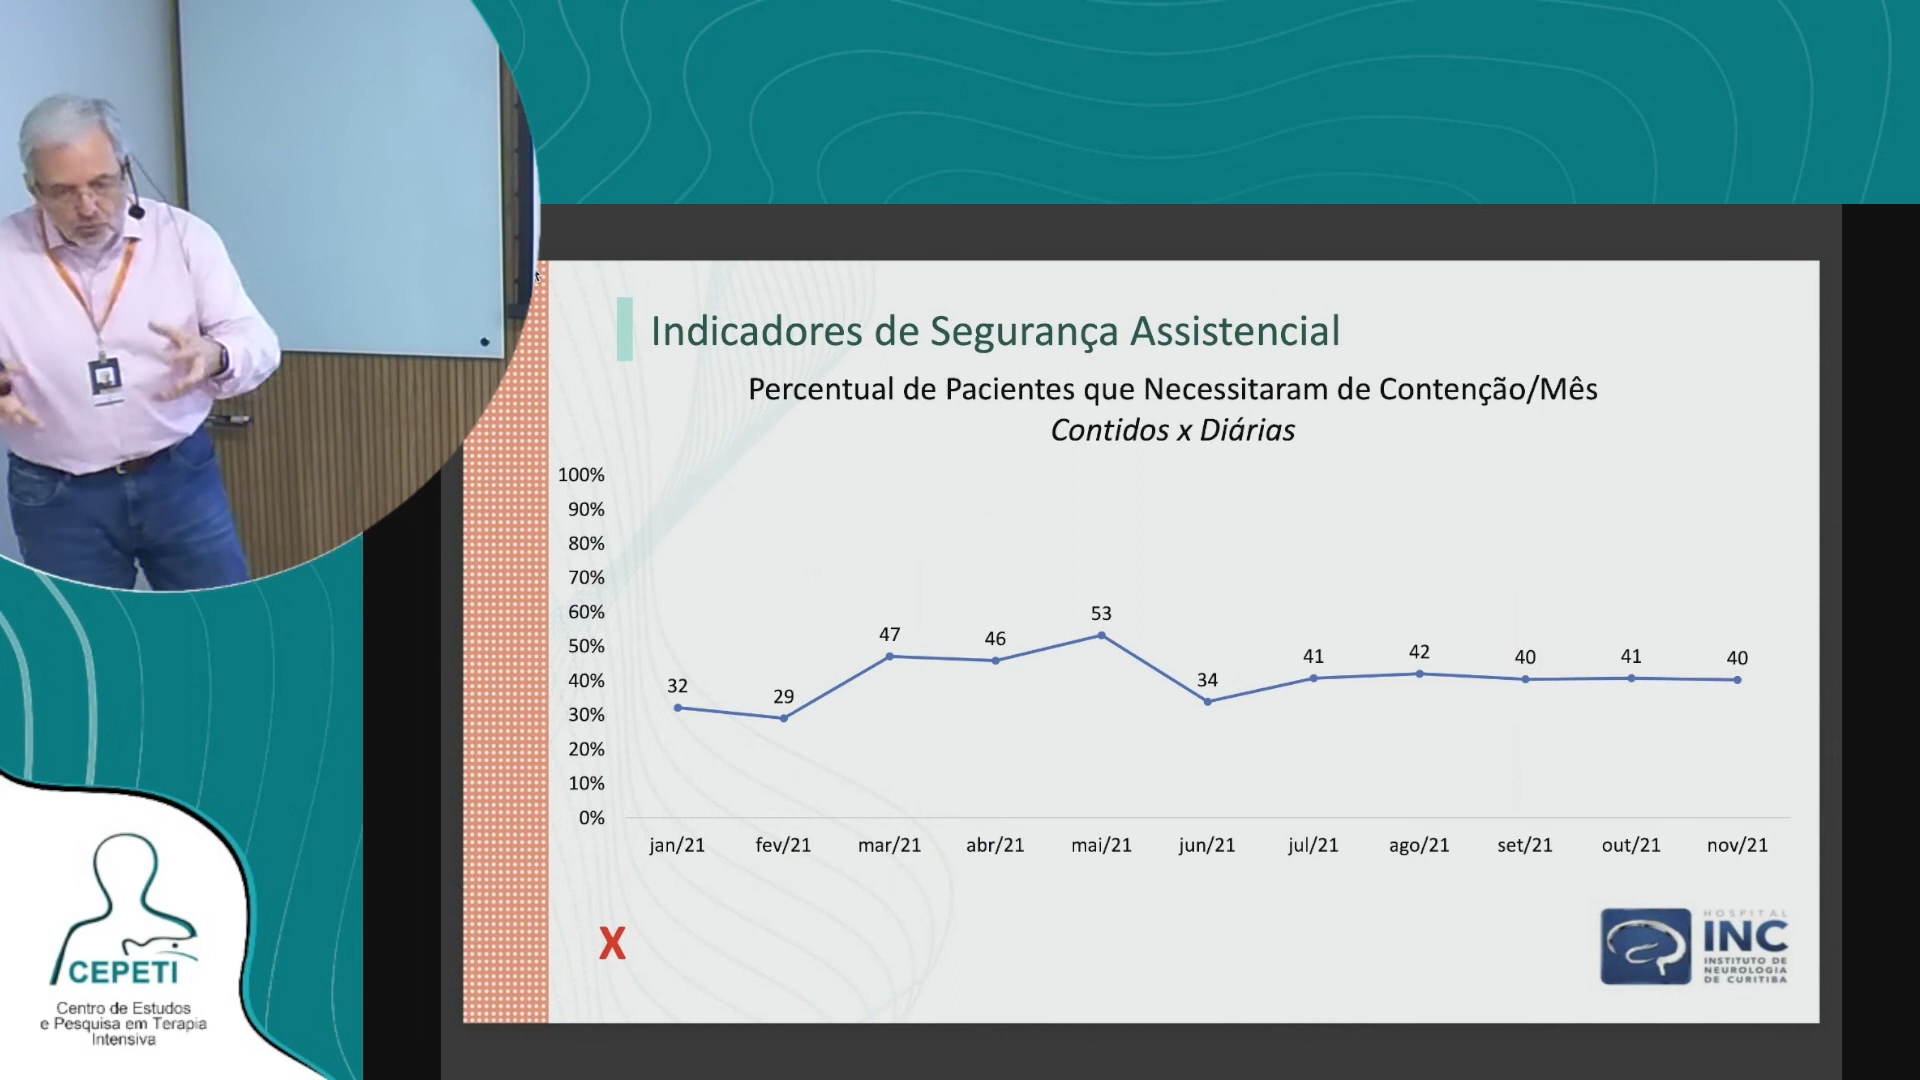 Indicadores de Segurança Assistencial
Percentual de Pacientes que Necessitaram de Contenção/Mês
Contidos x Diárias
100%
90%
80%
70%
60%
50%
40%
30%
20%
10%
0%
32
29
47
46
53
34
41
42
40
41
40
jan/21
fev/21
mar/21
abr/21
mai/21
jun/21
jul/21
ago/21
set/21
out/21
nov/21
X
HOSPITAL
INC
INSTITUTO DE
NEUROLOGIA
DE CURITIBA
CEPETI
Centro de Estudos
e Pesquisa em Terapia
Intensiva